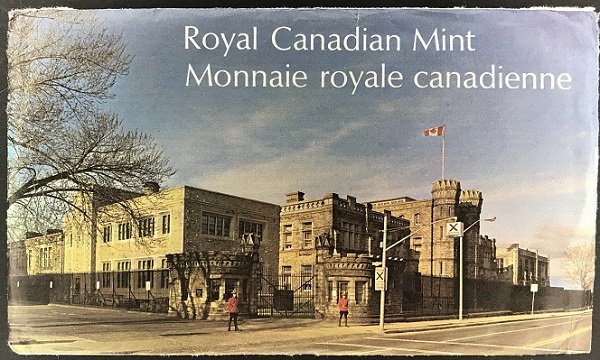 Royal Canadian Mint
Monnaie royale canadienne